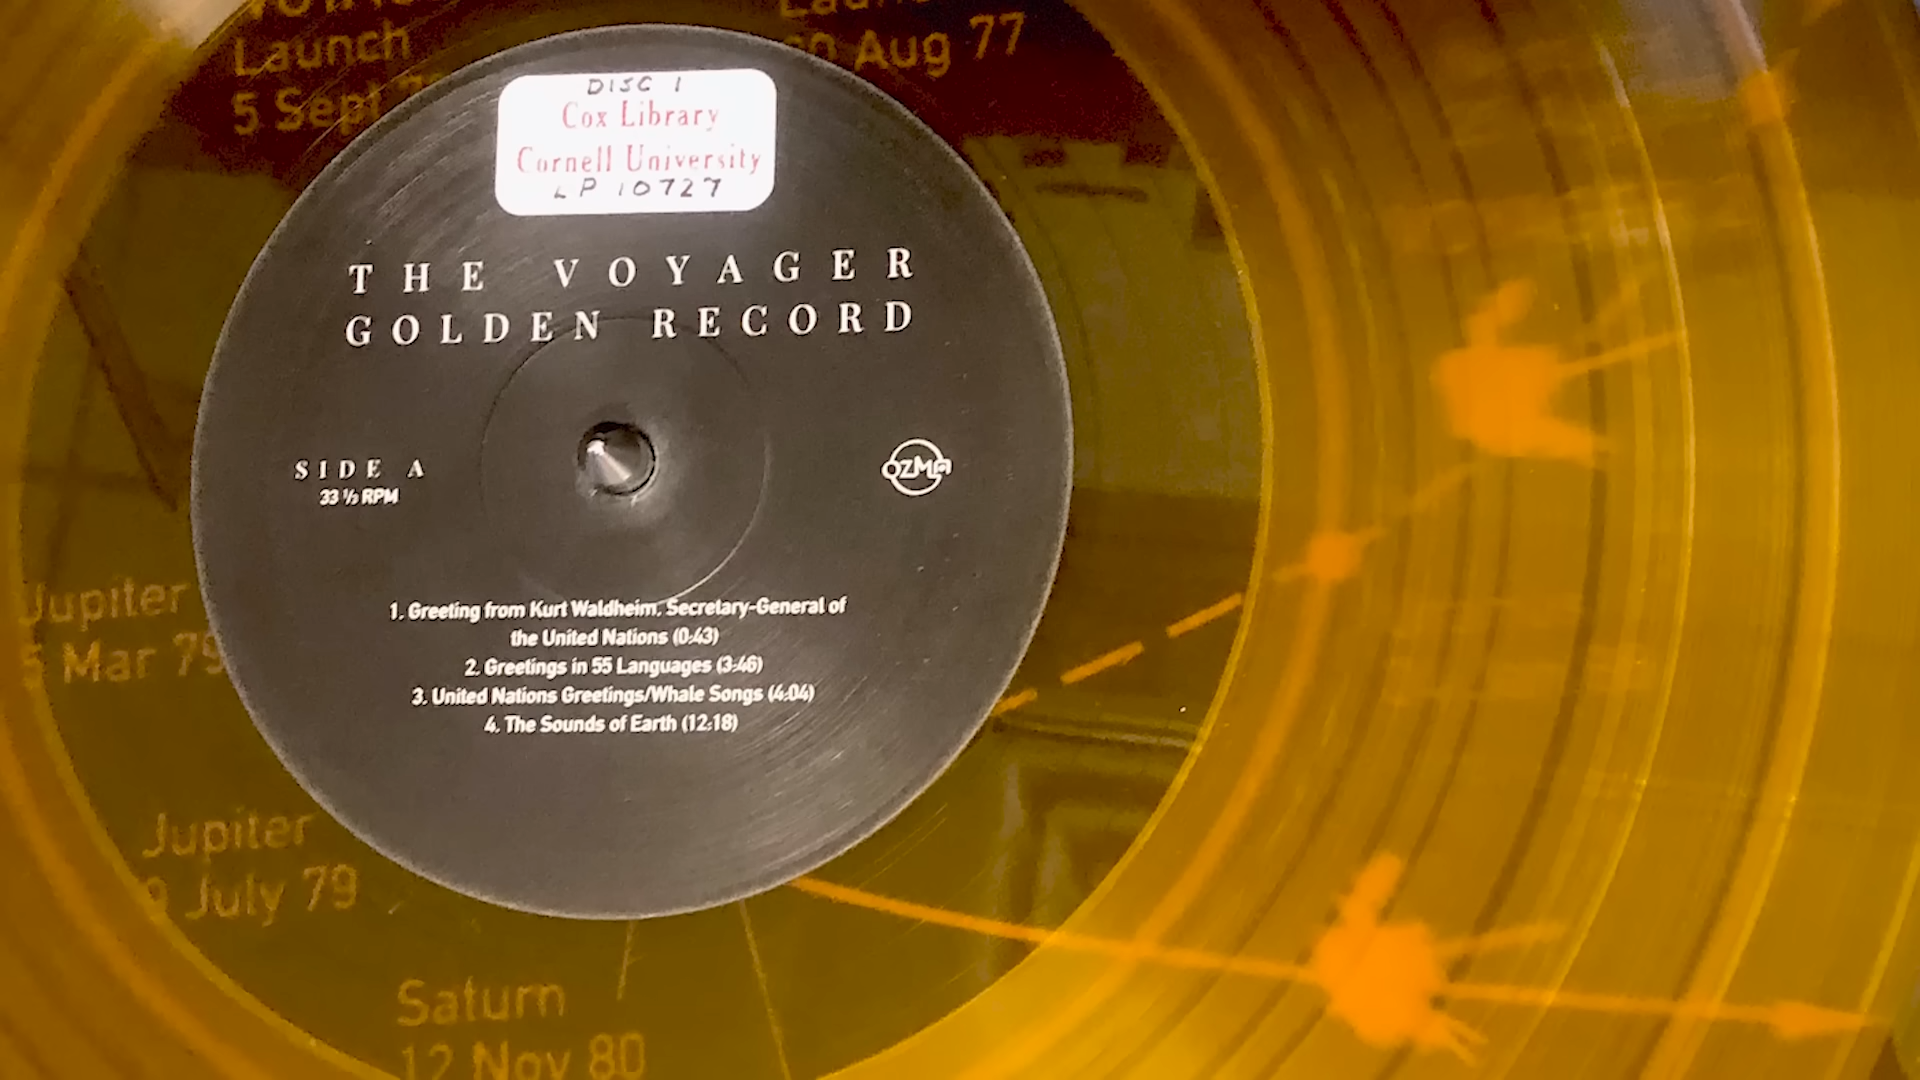 Launch
5 Sept
Aug 77
DISC 1
Cox Library
Cornell University
LP 10727
THE VOYAGER
GOLDEN RECORD
SIDE A
33 ⅓ RPM
OZMA
1. Greeting from Kurt Waldheim, Secretary-General of
the United Nations (0:43)
2. Greetings in 55 Languages (3:46)
3. United Nations Greetings/Whale Songs (4:04)
4. The Sounds of Earth (12:18)
Jupiter
5 Mar 79
Jupiter
9 July 79
Saturn
12 Nov 80